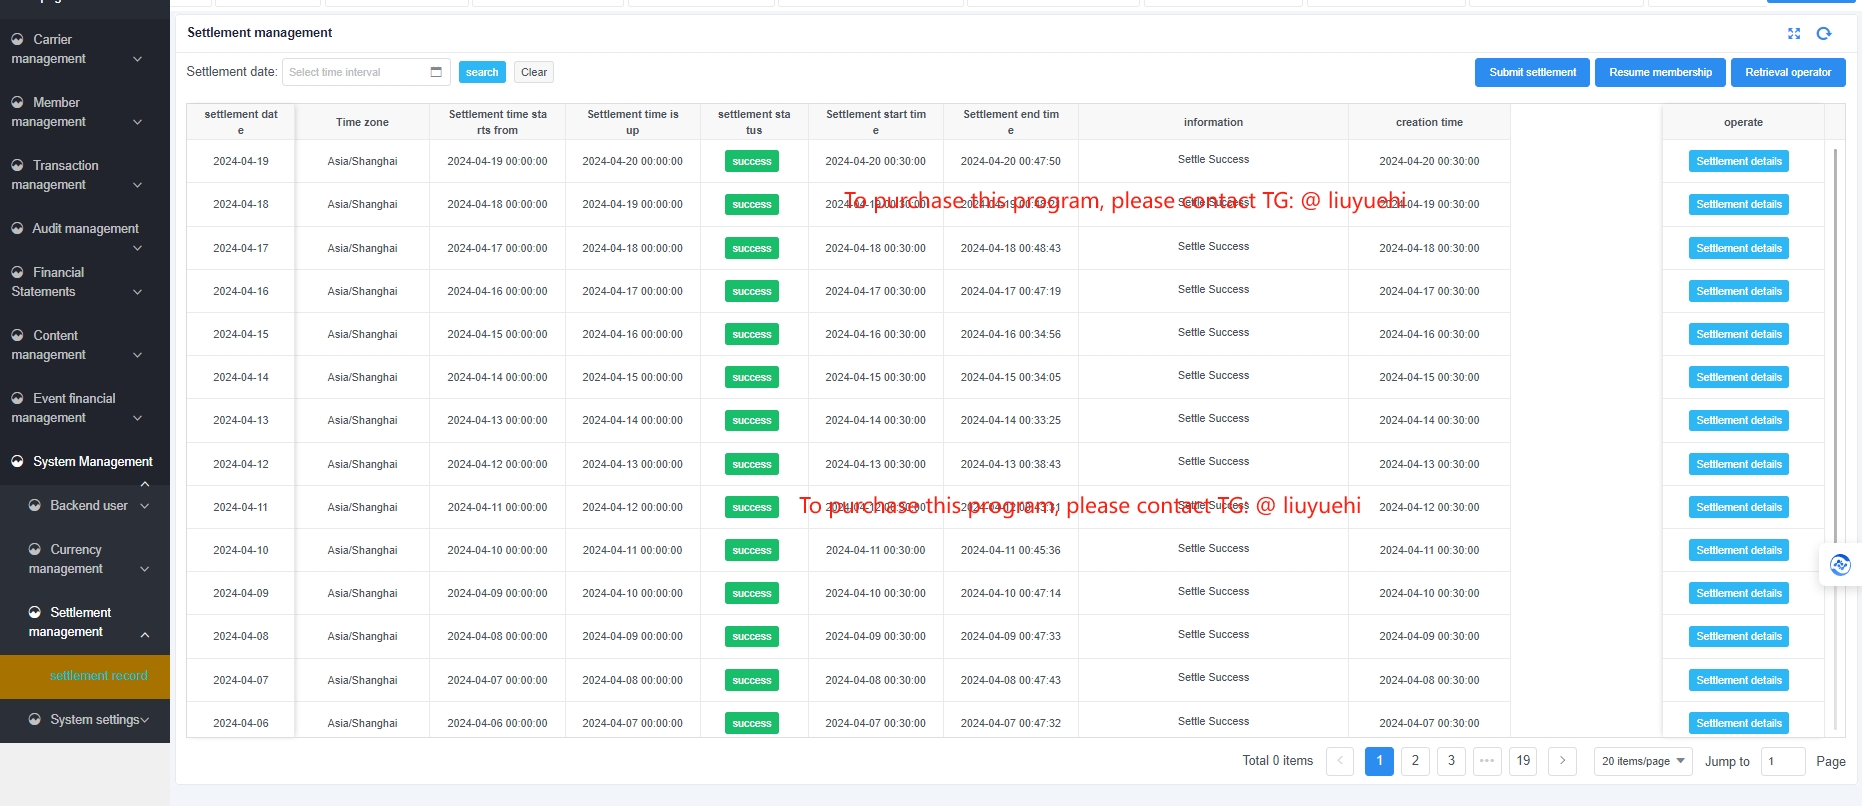 Carrier
management
Member
management
Transaction
management
Audit management
Financial
Statements
Content
management
Event financial
management
System Management
Backend user
Currency
management
Settlement
management
settlement record
System settings
Settlement management
Settlement date: Select time interval search Clear
Submit settlement Resume membership Retrieval operator
settlement dat
e
Time zone
Settlement time sta
rts from
Settlement time is
up
settlement sta
tus
Settlement start tim
e
Settlement end tim
e
information
creation time
operate
2024-04-19 Asia/Shanghai 2024-04-19 00:00:00 2024-04-20 00:00:00 success 2024-04-20 00:30:00 2024-04-20 00:47:50 Settle Success 2024-04-20 00:30:00 Settlement details
2024-04-18 Asia/Shanghai 2024-04-18 00:00:00 2024-04-19 00:00:00 success Settle Success 2024-04-19 00:30:00 Settlement details
To purchase this program, please contact TG: @ liuyuehi
2024-04-17 Asia/Shanghai 2024-04-17 00:00:00 2024-04-18 00:00:00 success 2024-04-18 00:30:00 2024-04-18 00:48:43 Settle Success 2024-04-18 00:30:00 Settlement details
2024-04-16 Asia/Shanghai 2024-04-16 00:00:00 2024-04-17 00:00:00 success 2024-04-17 00:30:00 2024-04-17 00:47:19 Settle Success 2024-04-17 00:30:00 Settlement details
2024-04-15 Asia/Shanghai 2024-04-15 00:00:00 2024-04-16 00:00:00 success 2024-04-16 00:30:00 2024-04-16 00:34:56 Settle Success 2024-04-16 00:30:00 Settlement details
2024-04-14 Asia/Shanghai 2024-04-14 00:00:00 2024-04-15 00:00:00 success 2024-04-15 00:30:00 2024-04-15 00:34:05 Settle Success 2024-04-15 00:30:00 Settlement details
2024-04-13 Asia/Shanghai 2024-04-13 00:00:00 2024-04-14 00:00:00 success 2024-04-14 00:30:00 2024-04-14 00:33:25 Settle Success 2024-04-14 00:30:00 Settlement details
2024-04-12 Asia/Shanghai 2024-04-12 00:00:00 2024-04-13 00:00:00 success 2024-04-13 00:30:00 2024-04-13 00:38:43 Settle Success 2024-04-13 00:30:00 Settlement details
2024-04-11 Asia/Shanghai 2024-04-11 00:00:00 2024-04-12 00:00:00 success Settle Success 2024-04-12 00:30:00 Settlement details
To purchase this program, please contact TG: @ liuyuehi
2024-04-10 Asia/Shanghai 2024-04-10 00:00:00 2024-04-11 00:00:00 success 2024-04-11 00:30:00 2024-04-11 00:45:36 Settle Success 2024-04-11 00:30:00 Settlement details
2024-04-09 Asia/Shanghai 2024-04-09 00:00:00 2024-04-10 00:00:00 success 2024-04-10 00:30:00 2024-04-10 00:47:14 Settle Success 2024-04-10 00:30:00 Settlement details
2024-04-08 Asia/Shanghai 2024-04-08 00:00:00 2024-04-09 00:00:00 success 2024-04-09 00:30:00 2024-04-09 00:47:33 Settle Success 2024-04-09 00:30:00 Settlement details
2024-04-07 Asia/Shanghai 2024-04-07 00:00:00 2024-04-08 00:00:00 success 2024-04-08 00:30:00 2024-04-08 00:47:43 Settle Success 2024-04-08 00:30:00 Settlement details
2024-04-06 Asia/Shanghai 2024-04-06 00:00:00 2024-04-07 00:00:00 success 2024-04-07 00:30:00 2024-04-07 00:47:32 Settle Success 2024-04-07 00:30:00 Settlement details
Total 0 items 1 2 3 ••• 19 20 items/page Jump to 1 Page